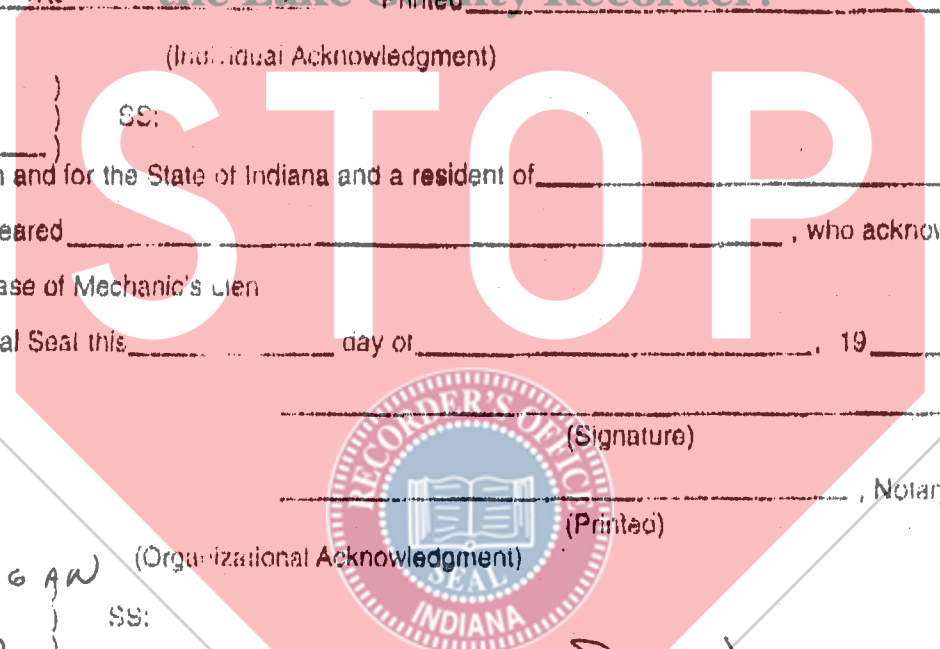 the Lake County Recorder!
Printed
(Individual Acknowledgment)
)
) SS:
)
and for the State of Indiana and a resident of
eared , who acknow
ase of Mechanic's Lien
al Seal this day of , 19
(Signature)
, Notar
(Printed)
(Organizational Acknowledgment)
G A N
) SS:
)
STOP
RECORDER'S OFFICE
SEAL
INDIANA